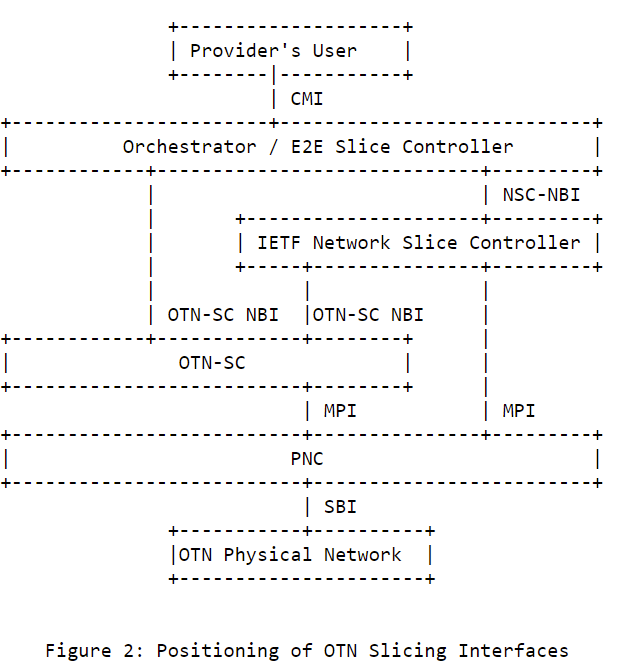 Provider's User
CMI
Orchestrator / E2E Slice Controller
NSC-NBI
IETF Network Slice Controller
OTN-SC NBI OTN-SC NBI
OTN-SC
MPI MPI
PNC
SBI
OTN Physical Network
Figure 2: Positioning of OTN Slicing Interfaces